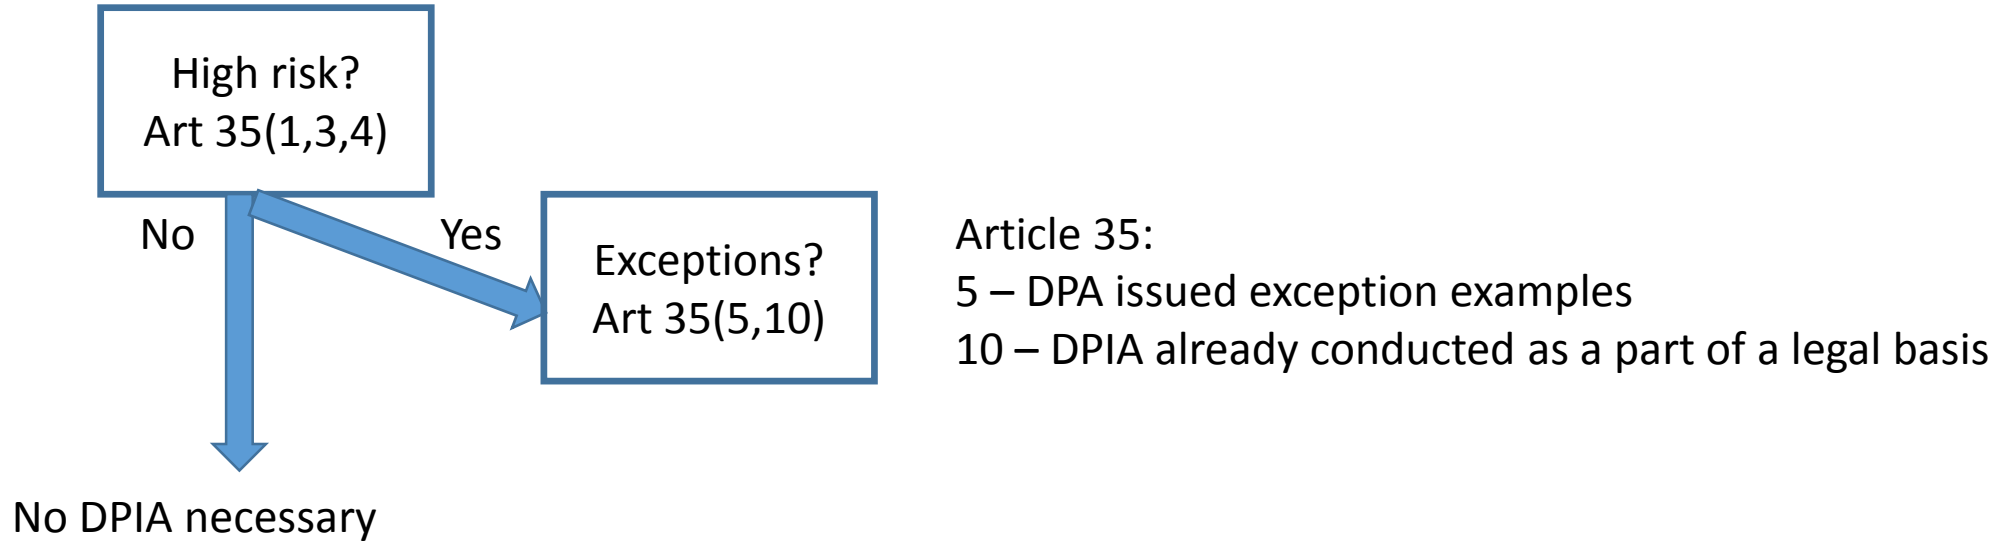 High risk?
Art 35(1,3,4)
No
Yes
Exceptions?
Art 35(5,10)
Article 35:
5 – DPA issued exception examples
10 – DPIA already conducted as a part of a legal basis
No DPIA necessary